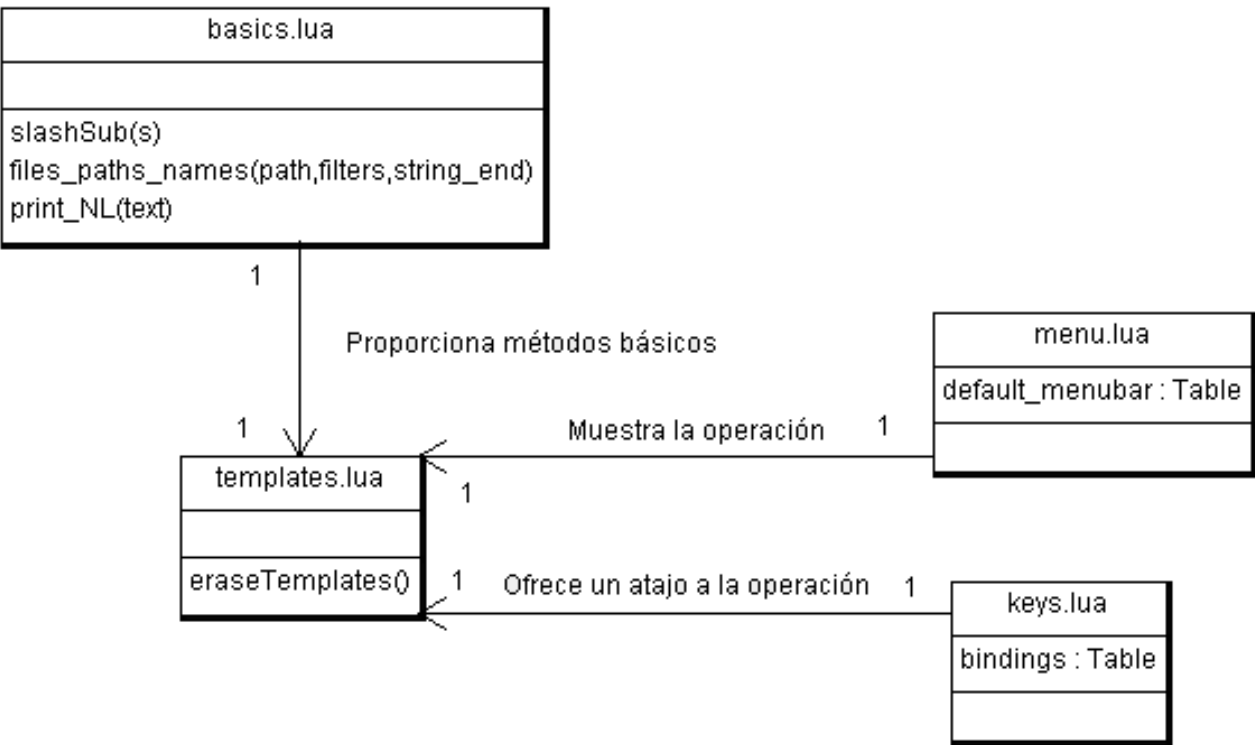 basics.lua
slashSub(s)
files_paths_names(path,filters,string_end)
print_NL(text)
1
Proporciona métodos básicos
1
menu.lua
default_menubar : Table
Muestra la operación
1
1
templates.lua
eraseTemplates()
1
Ofrece un atajo a la operación
1
keys.lua
bindings : Table